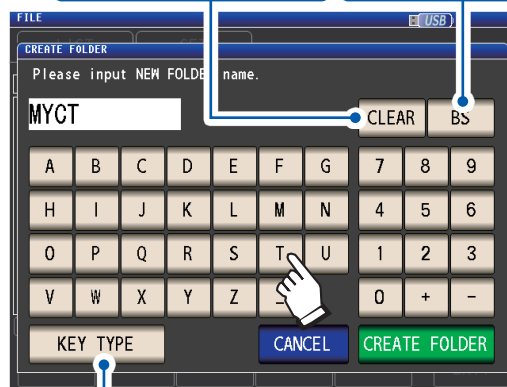 FILE USB
CREATE FOLDER
Please input NEW FOLDE name.
MYCT CLEAR BS
A B C D E F G 7 8 9
H I J K L M N 4 5 6
O P Q R S T U 1 2 3
V W X Y Z 0 + -
KEY TYPE CANCEL CREATE FOLDER